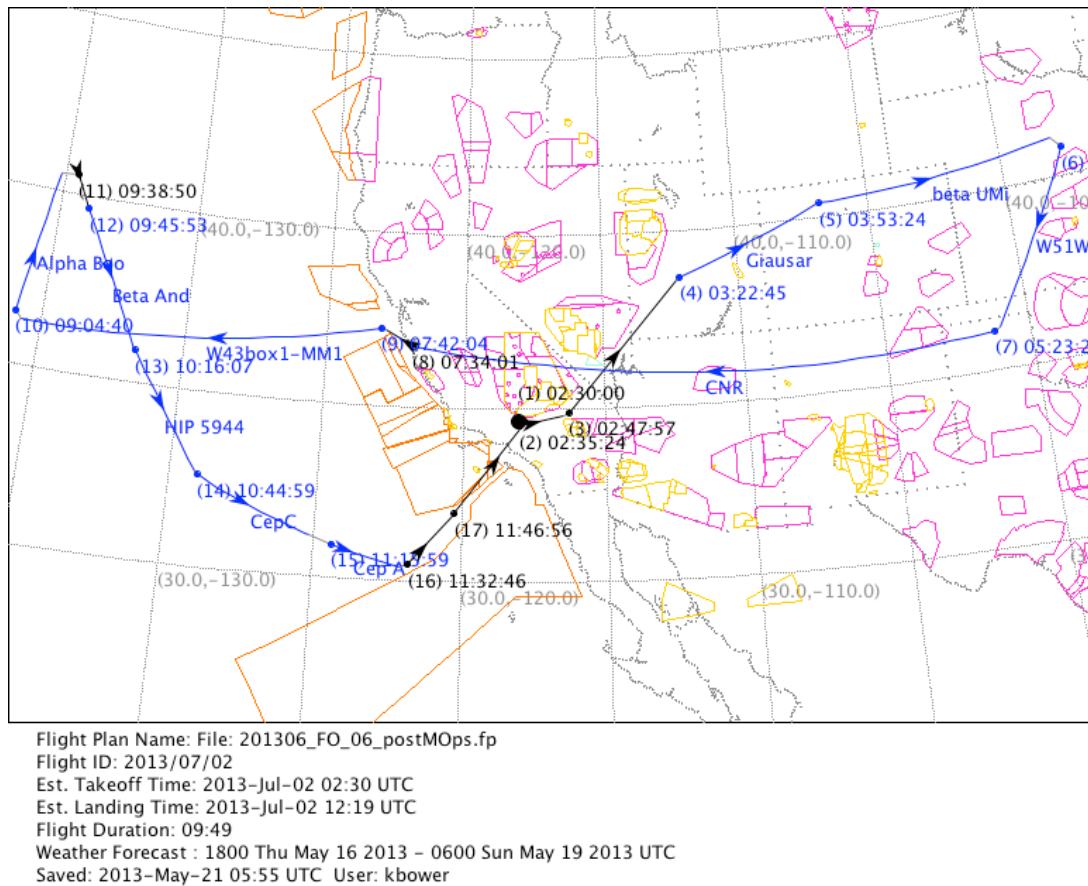 (11) 09:38:50
(12) 09:45:53
(40.0,-130.0)
Alpha Boo
Beta And
(10) 09:04:40
W43box1-MM1
(13) 10:16:07
(9) 07:42:04
(8) 07:34:01
HIP 5944
(14) 10:44:59
CepC
(15) 11:13:59
Cep A
(16) 11:32:46
(17) 11:46:56
(30.0,-130.0)
(30.0,-120.0)
(30.0,-110.0)
(40.0,-120.0)
(1) 02:30:00
(2) 02:35:24
(3) 02:47:57
(4) 03:22:45
Giausar
(40.0,-110.0)
(5) 03:53:24
beta UMi
(6)
(40.0,-10
W51W
(7) 05:23:2
CNR
Flight Plan Name: File: 201306_FO_06_postMOps.fp
Flight ID: 2013/07/02
Est. Takeoff Time: 2013-Jul-02 02:30 UTC
Est. Landing Time: 2013-Jul-02 12:19 UTC
Flight Duration: 09:49
Weather Forecast : 1800 Thu May 16 2013 - 0600 Sun May 19 2013 UTC
Saved: 2013-May-21 05:55 UTC  User: kbower